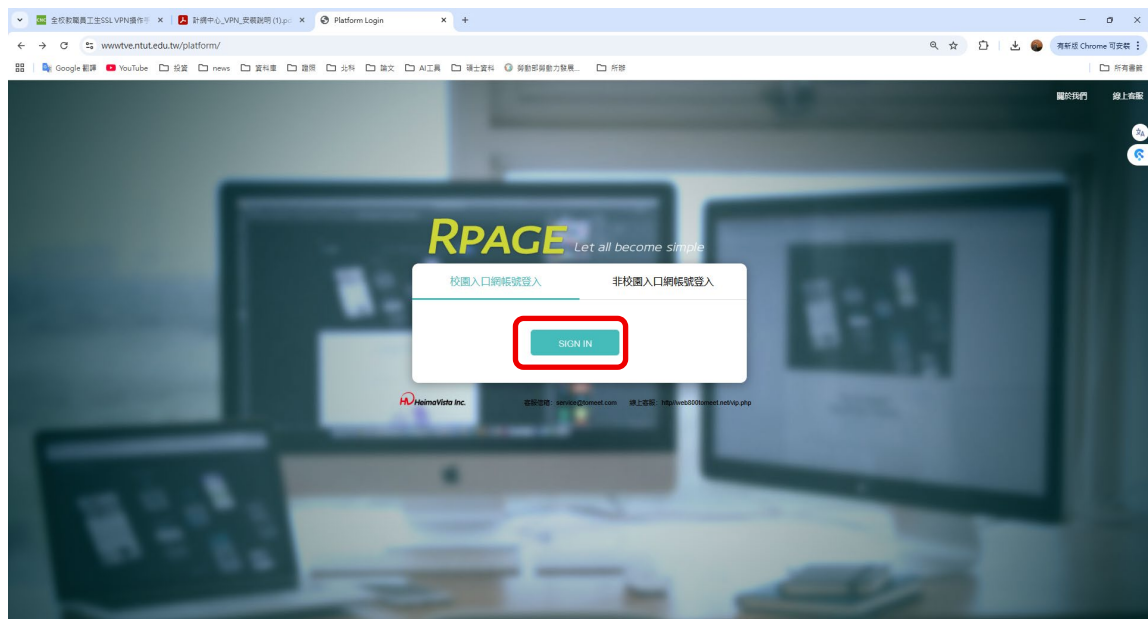 全校教職員工生SSL VPN操作手
計網中心_VPN_安裝說明 (1).pd
Platform Login
wwwtve.ntut.edu.tw/platform/
有新版 Chrome 可安裝
Google 翻譯 YouTube 投資 news 資料庫 證照 北科 論文 AI工具 碩士資料 勞動部勞動力發展... 所辦 所有書籤
關於我們 線上客服
RPAGE Let all become simple
校園入口網帳號登入 非校園入口網帳號登入
SIGN IN
HeimaVista Inc. 客服信箱：service@tomeet.com 線上客服：http//web800tomeet.net/vip.php